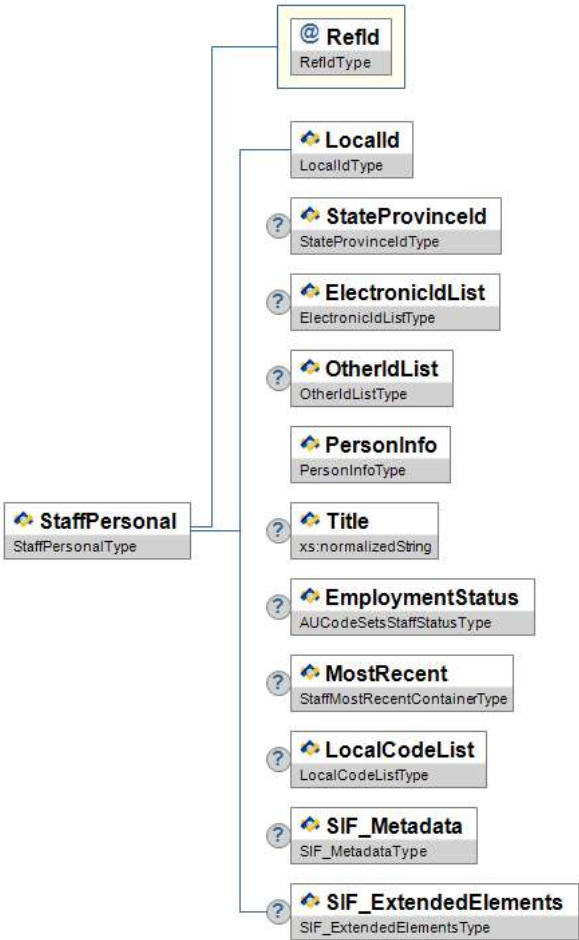 @ RefId
RefIdType
LocalId
LocalIdType
? StateProvinceId
StateProvinceIdType
? ElectronicIdList
ElectronicIdListType
? OtherIdList
OtherIdListType
PersonInfo
PersonInfoType
StaffPersonal
StaffPersonalType
? Title
xs:normalizedString
? EmploymentStatus
AUCodeSetsStaffStatusType
? MostRecent
StaffMostRecentContainerType
? LocalCodeList
LocalCodeListType
? SIF_Metadata
SIF_MetadataType
? SIF_ExtendedElements
SIF_ExtendedElementsType